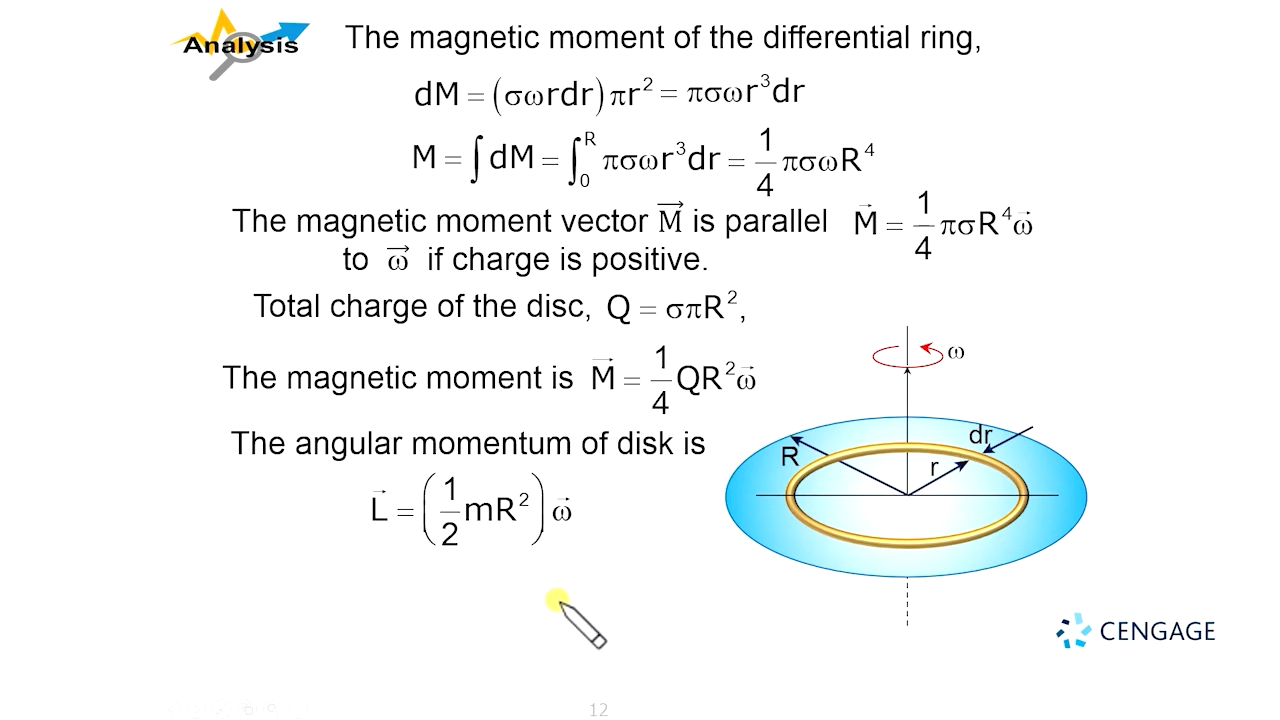 Analysis
The magnetic moment of the differential ring,
dM = (σωrdr) πr² = πσωr³dr
M = ∫dM = ∫₀ᴿ πσωr³dr = 1/4 πσωR⁴
The magnetic moment vector M⃗ is parallel
to ω⃗ if charge is positive.
M⃗ = 1/4 πσR⁴ω⃗
Total charge of the disc, Q = σπR²,
The magnetic moment is M⃗ = 1/4 QR²ω⃗
The angular momentum of disk is
L⃗ = (1/2 mR²) ω⃗
ω
dr
R
r
CENGAGE
12